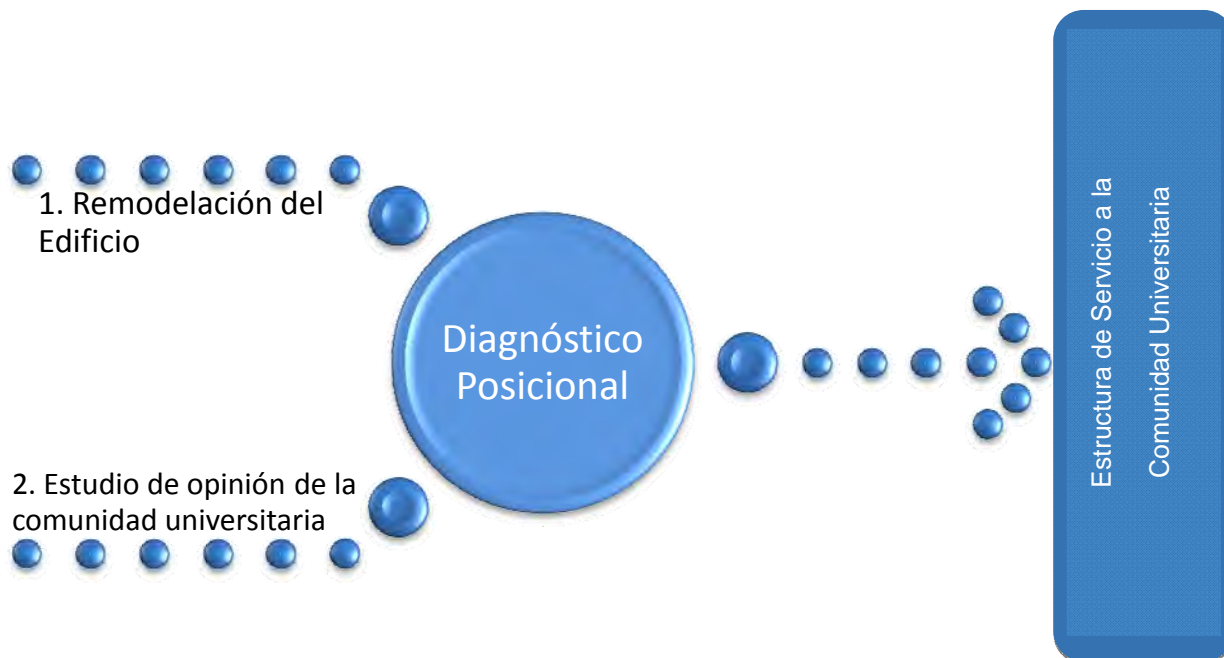 1. Remodelación del
Edificio
Diagnóstico
Posicional
2. Estudio de opinión de la
comunidad universitaria
Estructura de Servicio a la
Comunidad Universitaria